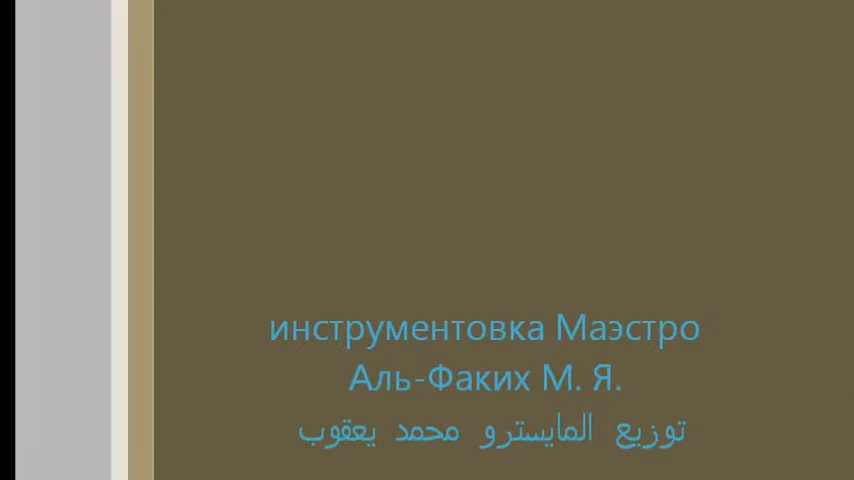 инструментовка Маэстро
Аль-Факих М. Я.
توزيع المايسترو محمد يعقوب